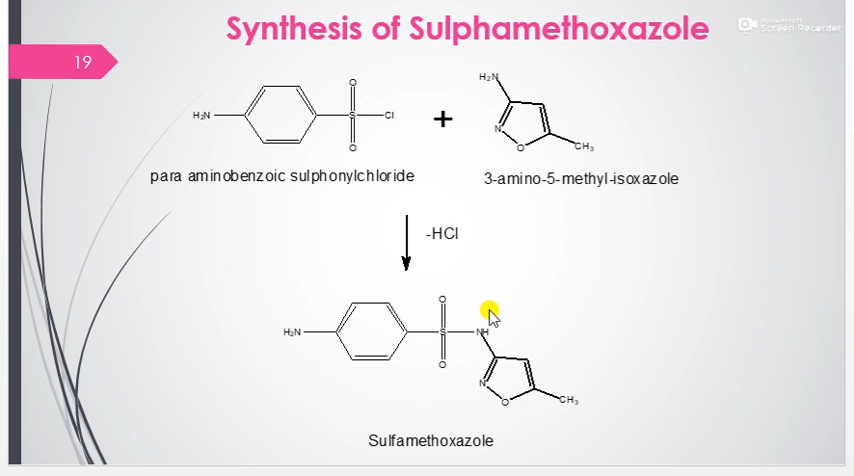 Synthesis of Sulphamethoxazole
Screen Recorder
19
H₂N
O
S
Cl
O
+
H₂N
N
O
CH₃
para aminobenzoic sulphonylchloride
3-amino-5-methyl-isoxazole
-HCl
H₂N
O
S
NH
O
N
O
CH₃
Sulfamethoxazole